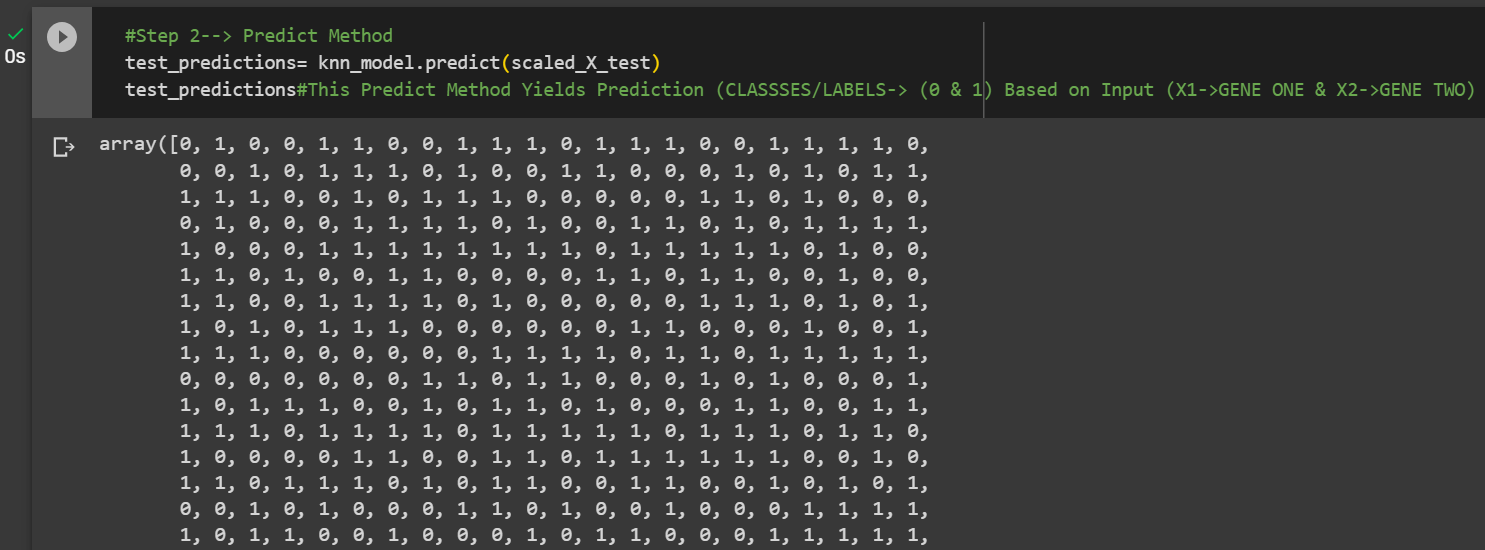 #Step 2--> Predict Method
0s
test_predictions= knn_model.predict(scaled_X_test)
test_predictions#This Predict Method Yields Prediction (CLASSSES/LABELS-> (0 & 1) Based on Input (X1->GENE ONE & X2->GENE TWO)
array([0, 1, 0, 0, 1, 1, 0, 0, 1, 1, 1, 0, 1, 1, 1, 0, 0, 1, 1, 1, 1, 0,
0, 0, 1, 0, 1, 1, 1, 0, 1, 0, 0, 1, 1, 0, 0, 0, 1, 0, 1, 0, 1, 1,
1, 1, 1, 0, 0, 1, 0, 1, 1, 1, 0, 0, 0, 0, 0, 1, 1, 0, 1, 0, 0, 0,
0, 1, 0, 0, 0, 1, 1, 1, 1, 0, 1, 0, 0, 1, 1, 0, 1, 0, 1, 1, 1, 1,
1, 0, 0, 0, 1, 1, 1, 1, 1, 1, 1, 1, 0, 1, 1, 1, 1, 1, 0, 1, 0, 0,
1, 1, 0, 1, 0, 0, 1, 1, 0, 0, 0, 0, 1, 1, 0, 1, 1, 0, 0, 1, 0, 0,
1, 1, 0, 0, 1, 1, 1, 1, 0, 1, 0, 0, 0, 0, 0, 1, 1, 1, 0, 1, 0, 1,
1, 0, 1, 0, 1, 1, 1, 0, 0, 0, 0, 0, 0, 1, 1, 0, 0, 0, 1, 0, 0, 1,
1, 1, 1, 0, 0, 0, 0, 0, 0, 1, 1, 1, 1, 0, 1, 1, 0, 1, 1, 1, 1, 1,
0, 0, 0, 0, 0, 0, 0, 1, 1, 0, 1, 1, 0, 0, 0, 1, 0, 1, 0, 0, 0, 1,
1, 0, 1, 1, 1, 0, 0, 1, 0, 1, 1, 0, 1, 0, 0, 0, 1, 1, 0, 0, 1, 1,
1, 1, 1, 0, 1, 1, 1, 1, 0, 1, 1, 1, 1, 1, 0, 1, 1, 1, 0, 1, 1, 0,
1, 0, 0, 0, 0, 1, 1, 0, 0, 1, 1, 0, 1, 1, 1, 1, 1, 1, 0, 0, 1, 0,
1, 1, 0, 1, 1, 1, 0, 1, 0, 1, 1, 0, 0, 1, 1, 0, 0, 1, 0, 1, 0, 1,
0, 0, 1, 0, 1, 0, 0, 0, 1, 1, 0, 1, 0, 0, 1, 0, 0, 0, 1, 1, 1, 1,
1, 0, 1, 1, 0, 0, 1, 0, 0, 0, 1, 0, 1, 1, 0, 0, 0, 1, 1, 1, 1, 1,